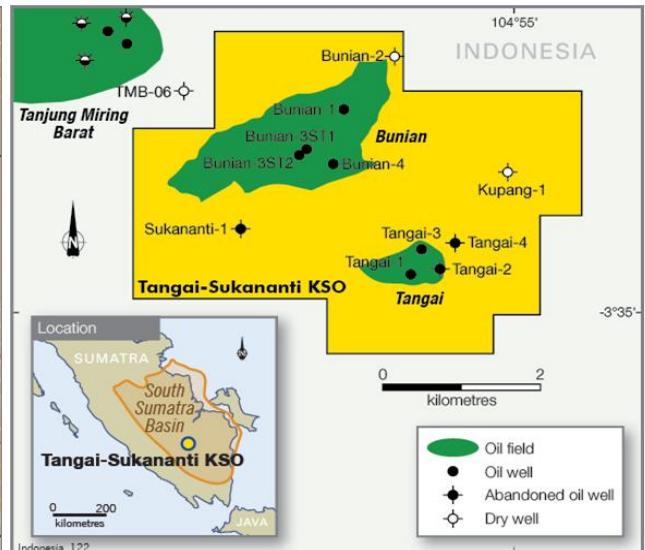 104°55'
INDONESIA
Bunian-2
TMB-06
Tanjung Miring
Barat
Bunian-1
Bunian
Bunian 3ST1
Bunian 3ST2
Bunian-4
Kupang-1
N
Sukananti-1
Tangai-3
Tangai-4
Tangai 1
Tangai-2
Tangai-Sukananti KSO
Tangai
-3°35'
Location
SUMATRA
N
South
Sumatra
Basin
Tangai-Sukananti KSO
0 200
kilometres
JAVA
0 2
kilometres
Oil field
Oil well
Abandoned oil well
Dry well
Indonesia 122